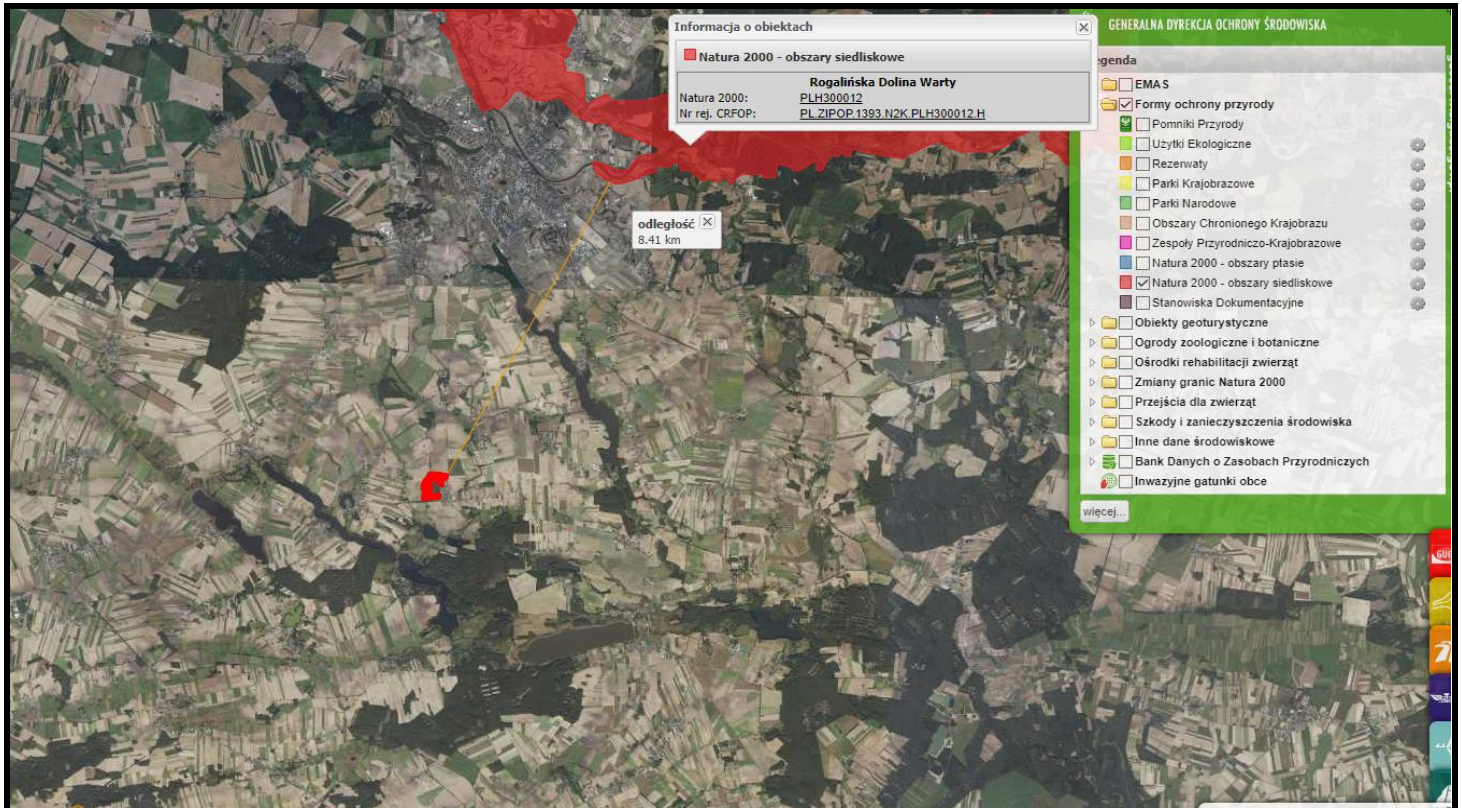 Informacja o obiektach
Natura 2000 - obszary siedliskowe
Rogalińska Dolina Warty
Natura 2000: PLH300012
Nr rej. CRFOP: PL.ZIPOP.1393.N2K.PLH300012.H
odległość
8.41 km
GENERALNA DYREKCJA OCHRONY ŚRODOWISKA
egenda
EMAS
Formy ochrony przyrody
Pomniki Przyrody
Użytki Ekologiczne
Rezerwaty
Parki Krajobrazowe
Parki Narodowe
Obszary Chronionego Krajobrazu
Zespoły Przyrodniczo-Krajobrazowe
Natura 2000 - obszary ptasie
Natura 2000 - obszary siedliskowe
Stanowiska Dokumentacyjne
Obiekty geoturystyczne
Ogrody zoologiczne i botaniczne
Ośrodki rehabilitacji zwierząt
Zmiany granic Natura 2000
Przejścia dla zwierząt
Szkody i zanieczyszczenia środowiska
Inne dane środowiskowe
Bank Danych o Zasobach Przyrodniczych
Inwazyjne gatunki obce
więcej...